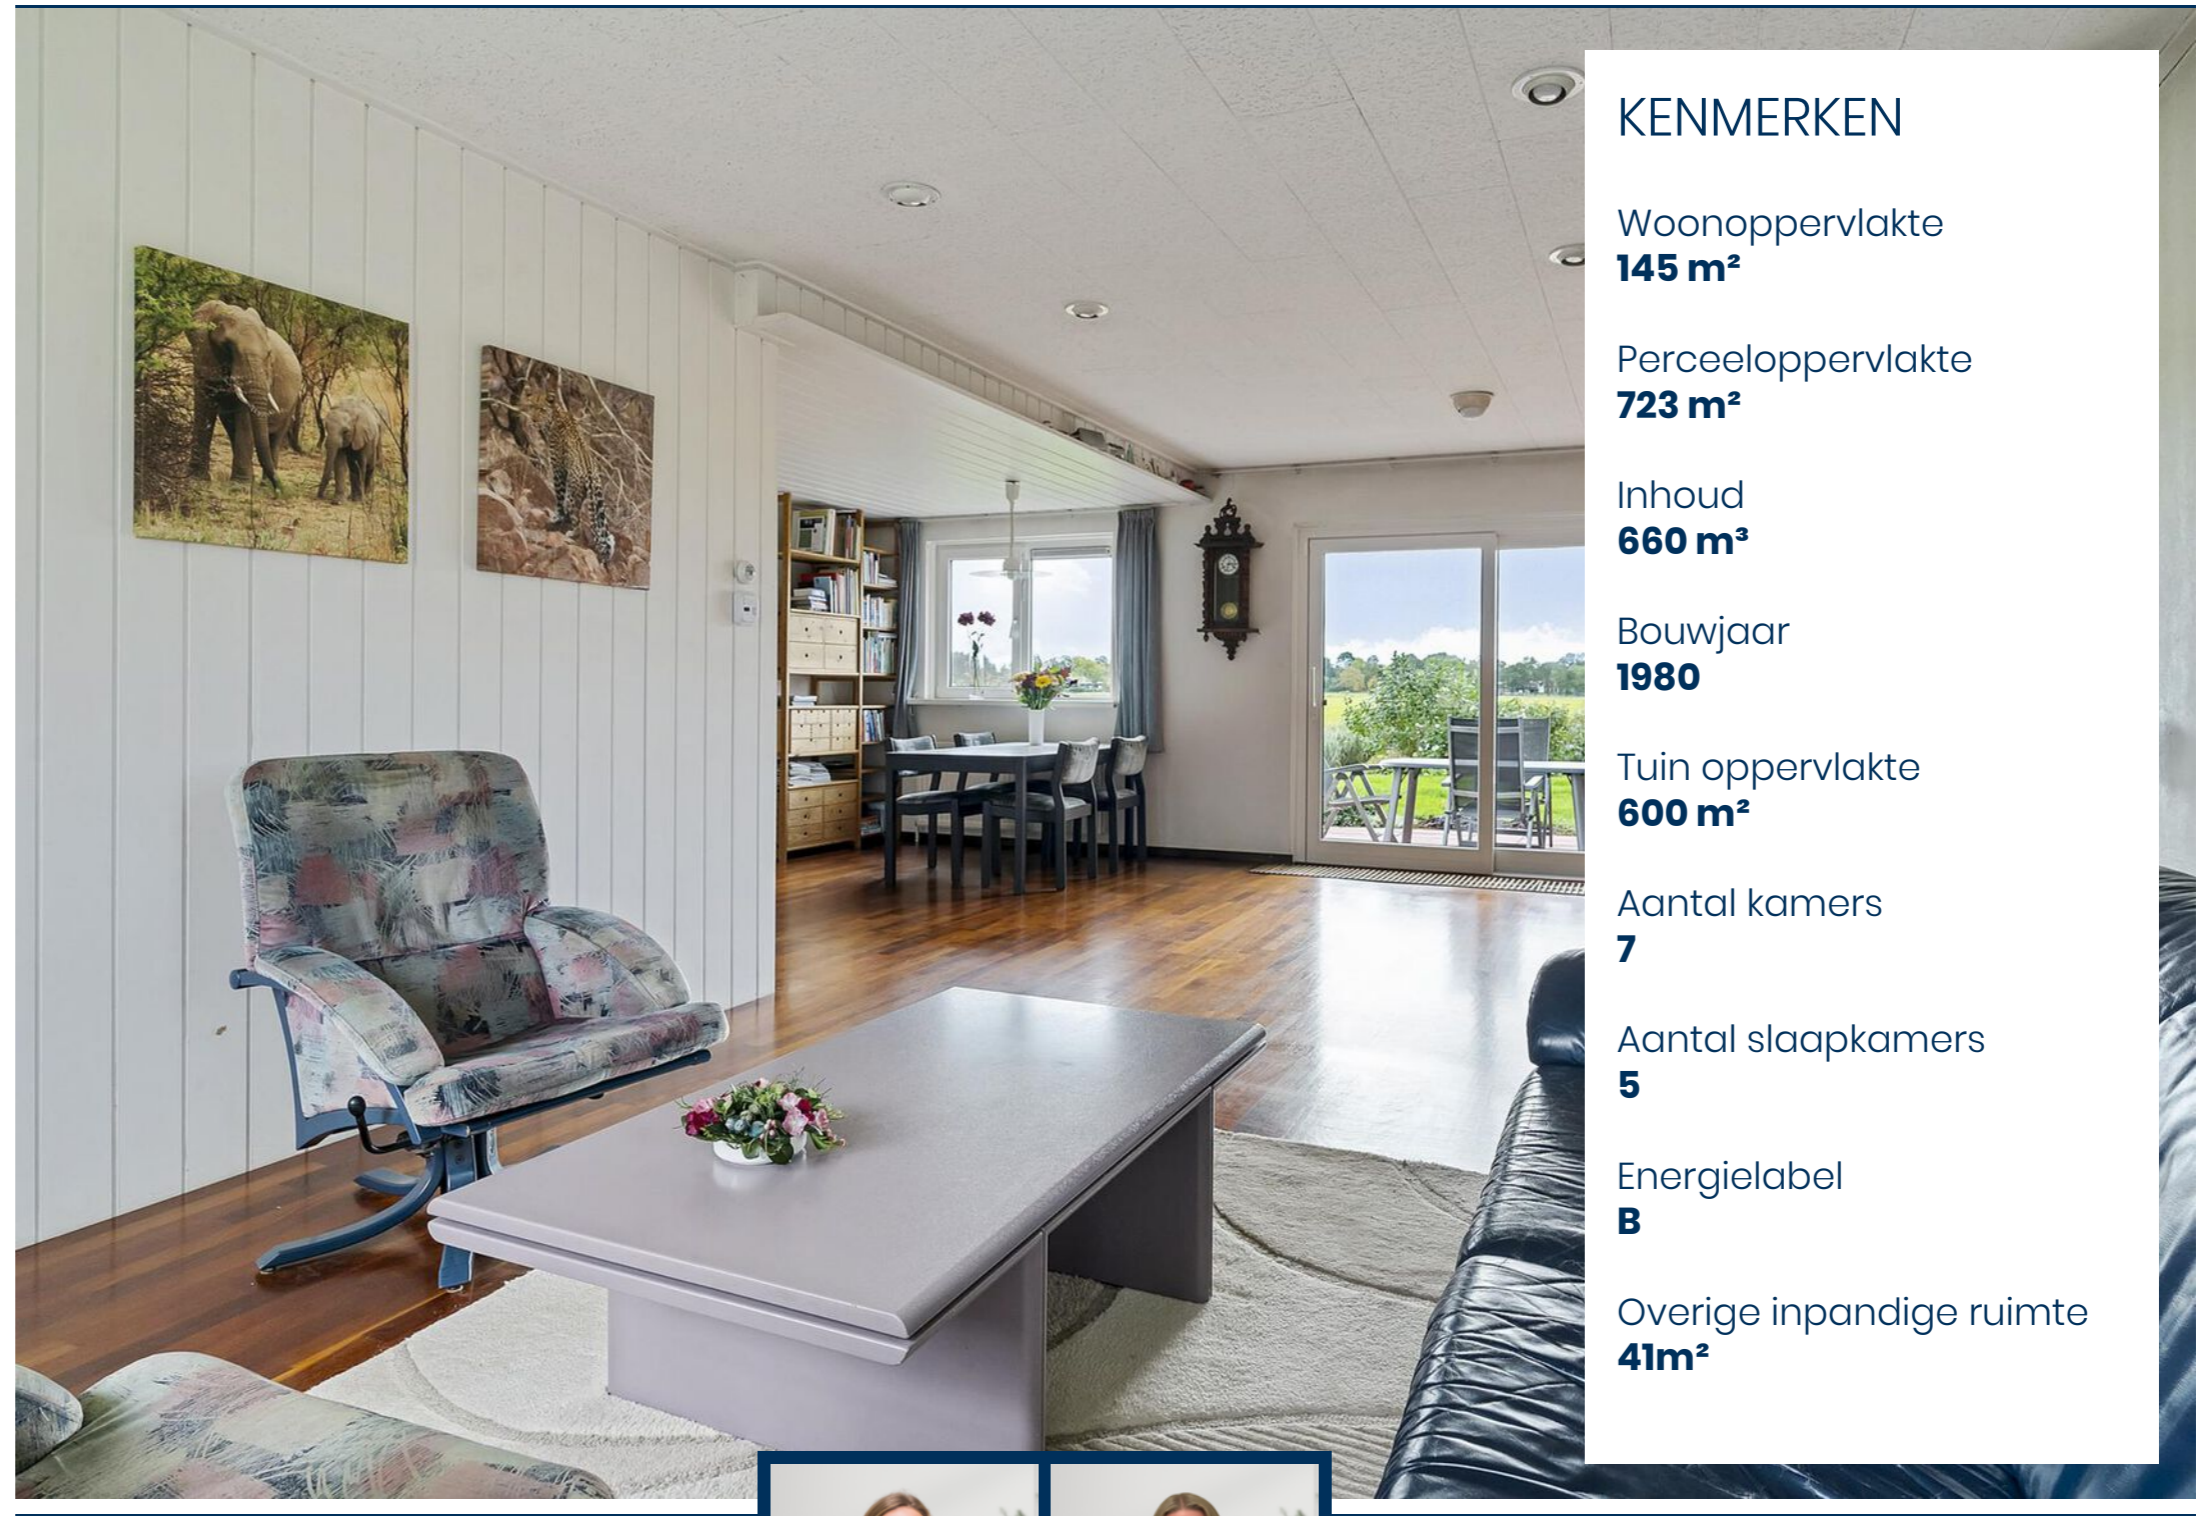 KENMERKEN
Woonoppervlakte
145 m²
Perceeloppervlakte
723 m²
Inhoud
660 m³
Bouwjaar
1980
Tuin oppervlakte
600 m²
Aantal kamers
7
Aantal slaapkamers
5
Energielabel
B
Overige inpandige ruimte
41m²